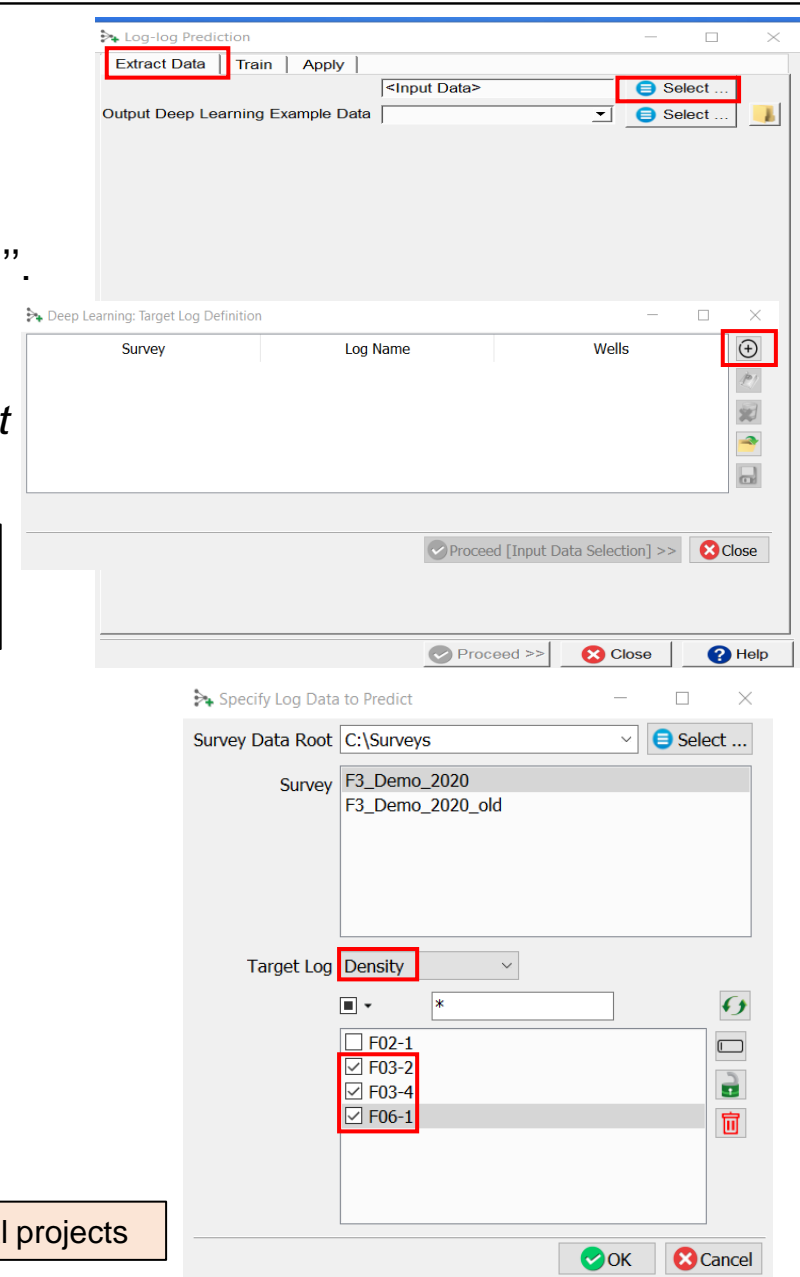 Log-log Prediction
Extract Data Train Apply
<Input Data> Select ...
Output Deep Learning Example Data Select ...
”.
Deep Learning: Target Log Definition
Survey Log Name Wells
t
Proceed [Input Data Selection] >> Close
Proceed >> Close Help
Specify Log Data to Predict
Survey Data Root C:\Surveys Select ...
Survey F3_Demo_2020
F3_Demo_2020_old
Target Log Density
*
F02-1
F03-2
F03-4
F06-1
l projects
OK Cancel